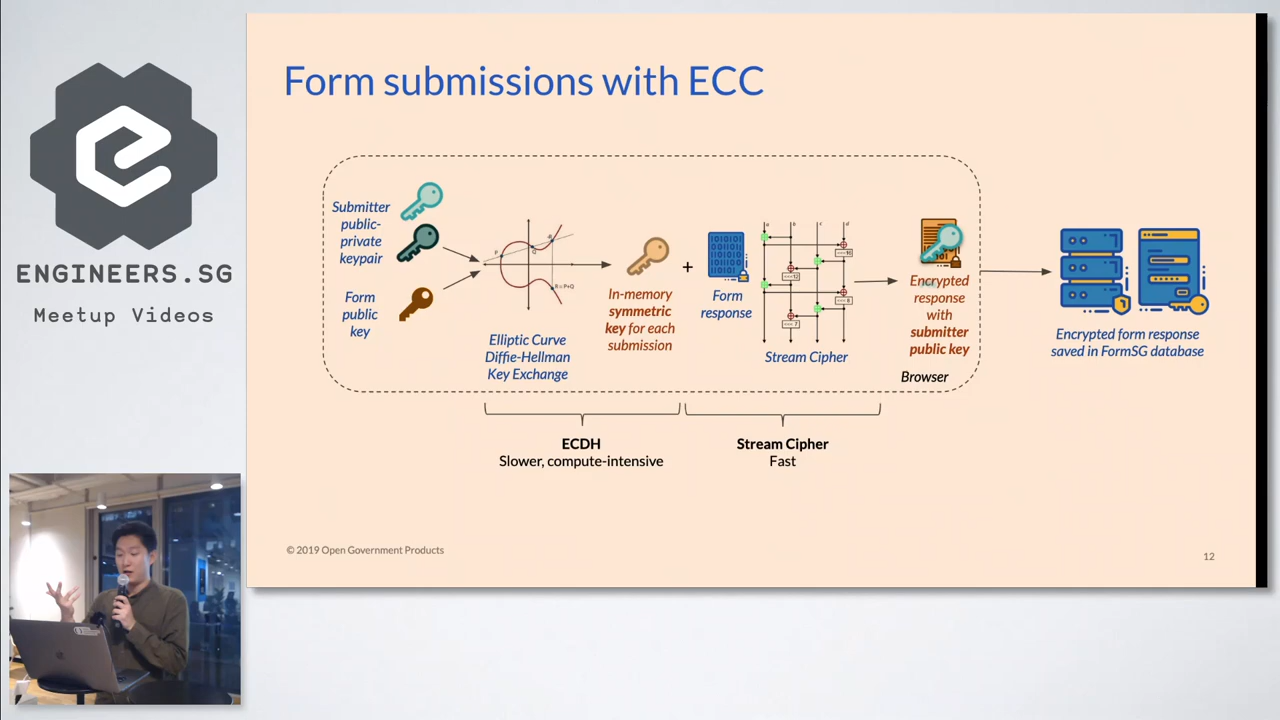 ENGINEERS.SG
Meetup Videos
Form submissions with ECC
Submitter
public-
private
keypair
Form
public
key
Elliptic Curve
Diffie-Hellman
Key Exchange
In-memory
symmetric
key for each
submission
+
Form
response
Stream Cipher
Encrypted
response
with
submitter
public key
Browser
Encrypted form response
saved in FormSG database
ECDH
Slower, compute-intensive
Stream Cipher
Fast
© 2019 Open Government Products
12